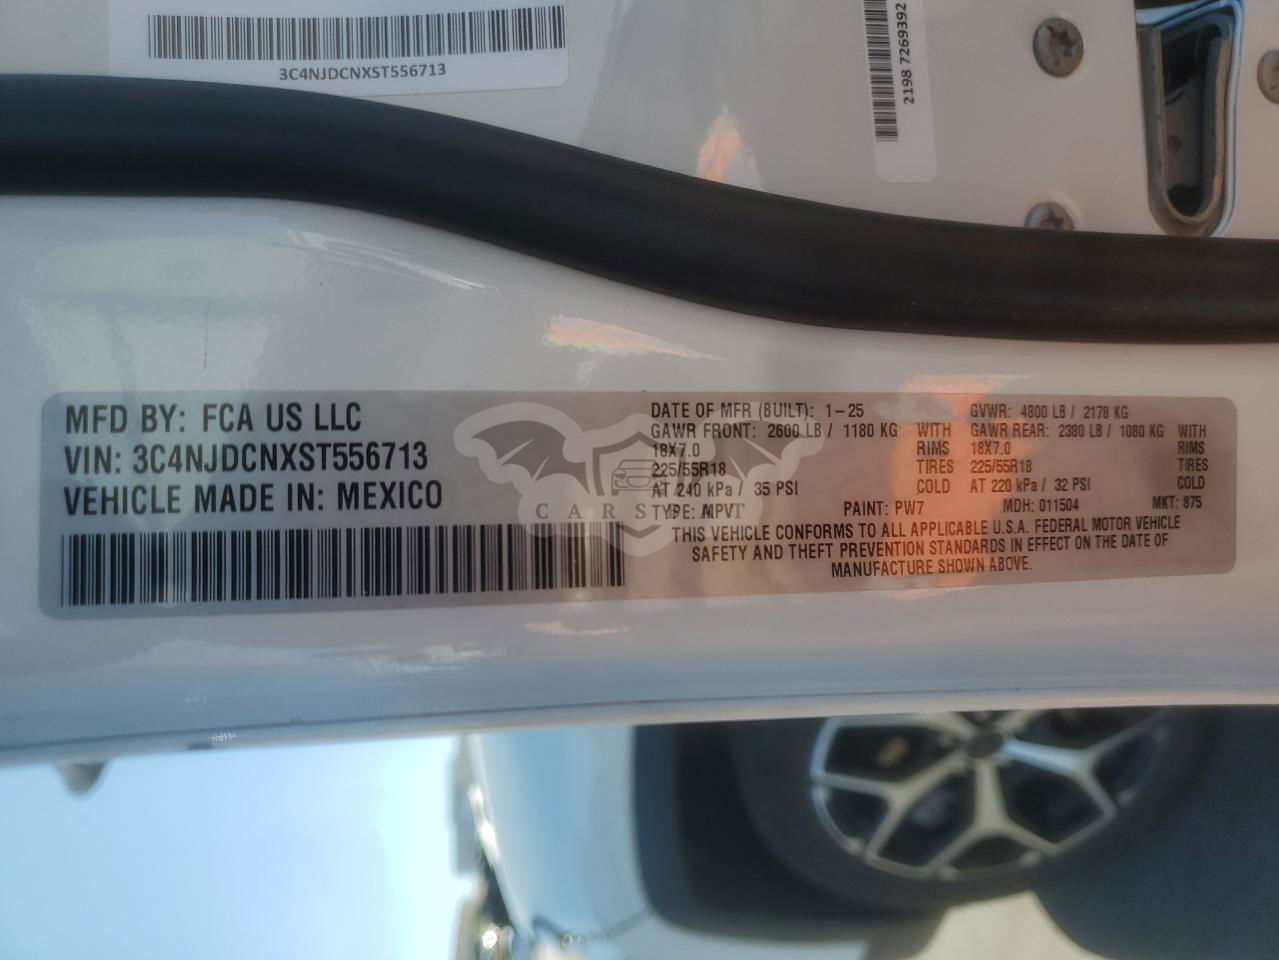 3C4NJDCNXST556713
2198 7269392
MFD BY: FCA US LLC
VIN: 3C4NJDCNXST556713
VEHICLE MADE IN: MEXICO
DATE OF MFR (BUILT): 1-25 GVWR: 4800 LB / 2178 KG
GAWR FRONT: 2600 LB / 1180 KG WITH GAWR REAR: 2380 LB / 1080 KG WITH
18X7.0 RIMS 18X7.0 RIMS
225/55R18 TIRES 225/55R18 TIRES
AT 240 kPa / 35 PSI COLD AT 220 kPa / 32 PSI COLD
TYPE: MPVT PAINT: PW7 MDH: 011504 MKT: 875
THIS VEHICLE CONFORMS TO ALL APPLICABLE U.S.A. FEDERAL MOTOR VEHICLE
SAFETY AND THEFT PREVENTION STANDARDS IN EFFECT ON THE DATE OF
MANUFACTURE SHOWN ABOVE.